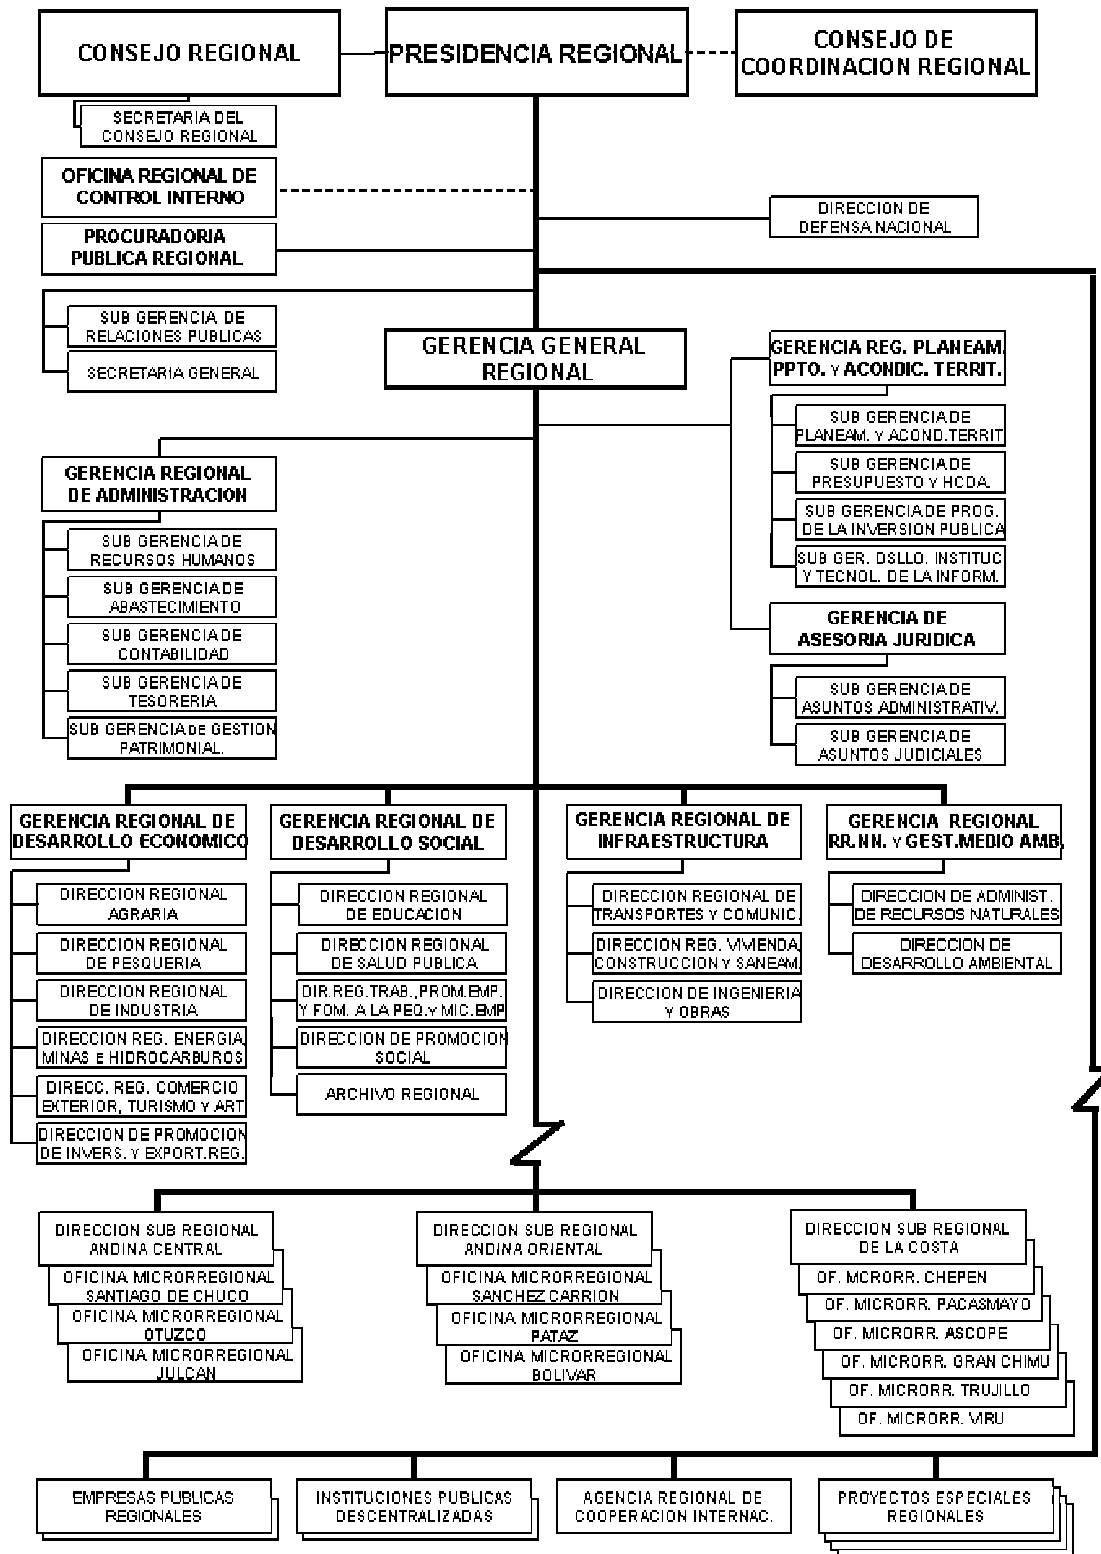 CONSEJO REGIONAL
PRESIDENCIA REGIONAL
CONSEJO DE
COORDINACION REGIONAL
SECRETARIA DEL
CONSEJO REGIONAL
OFICINA REGIONAL DE
CONTROL INTERNO
DIRECCION DE
DEFENSA NACIONAL
PROCURADORIA
PUBLICA REGIONAL
SUB GERENCIA DE
RELACIONES PUBLICAS
SECRETARIA GENERAL
GERENCIA GENERAL
REGIONAL
GERENCIA REG. PLANEAM.
PPTO. Y ACONDIC. TERRIT.
SUB GERENCIA DE
PLANEAM. Y ACOND.TERRIT
SUB GERENCIA DE
PRESUPUESTO Y HCDA.
SUB GERENCIA DE PROG.
DE LA INVERSION PUBLICA
SUB GER. DSLLO. INSTITUC
Y TECNOL. DE LA INFORM.
GERENCIA REGIONAL
DE ADMINISTRACION
SUB GERENCIA DE
RECURSOS HUMANOS
SUB GERENCIA DE
ABASTECIMIENTO
SUB GERENCIA DE
CONTABILIDAD
SUB GERENCIA DE
TESORERIA
SUB GERENCIA DE GESTION
PATRIMONIAL.
GERENCIA DE
ASESORIA JURIDICA
SUB GERENCIA DE
ASUNTOS ADMINISTRATIV.
SUB GERENCIA DE
ASUNTOS JUDICIALES
GERENCIA REGIONAL DE
DESARROLLO ECONOMICO
DIRECCION REGIONAL
AGRARIA
DIRECCION REGIONAL
DE PESQUERIA
DIRECCION REGIONAL
DE INDUSTRIA
DIRECCION REG. ENERGIA,
MINAS E HIDROCARBUROS
DIRECC. REG. COMERCIO
EXTERIOR, TURISMO Y ART
DIRECCION DE PROMOCION
DE INVERS. Y EXPORT.REG.
GERENCIA REGIONAL DE
DESARROLLO SOCIAL
DIRECCION REGIONAL
DE EDUCACION
DIRECCION REGIONAL
DE SALUD PUBLICA
DIR.REG.TRAB.,PROM.EMP.
Y FOM. A LA PEQ.Y MIC.EMP
DIRECCION DE PROMOCION
SOCIAL
ARCHIVO REGIONAL
GERENCIA REGIONAL DE
INFRAESTRUCTURA
DIRECCION REGIONAL DE
TRANSPORTES Y COMUNIC.
DIRECCION REG. VIVIENDA,
CONSTRUCCION Y SANEAM.
DIRECCION DE INGENIERIA
Y OBRAS
GERENCIA REGIONAL
RR.NN. Y GEST.MEDIO AMB.
DIRECCION DE ADMINIST.
DE RECURSOS NATURALES
DIRECCION DE
DESARROLLO AMBIENTAL
DIRECCION SUB REGIONAL
ANDINA CENTRAL
OFICINA MICRORREGIONAL
SANTIAGO DE CHUCO
OFICINA MICRORREGIONAL
OTUZCO
OFICINA MICRORREGIONAL
JULCAN
DIRECCION SUB REGIONAL
ANDINA ORIENTAL
OFICINA MICRORREGIONAL
SANCHEZ CARRION
OFICINA MICRORREGIONAL
PATAZ
OFICINA MICRORREGIONAL
BOLIVAR
DIRECCION SUB REGIONAL
DE LA COSTA
OF. MCRORR. CHEPEN
OF. MICRORR. PACASMAYO
OF. MICRORR. ASCOPE
OF. MICRORR. GRAN CHIMU
OF. MICRORR. TRUJILLO
OF. MICRORR. VIRU
EMPRESAS PUBLICAS
REGIONALES
INSTITUCIONES PUBLICAS
DESCENTRALIZADAS
AGENCIA REGIONAL DE
COOPERACION INTERNAC.
PROYECTOS ESPECIALES
REGIONALES